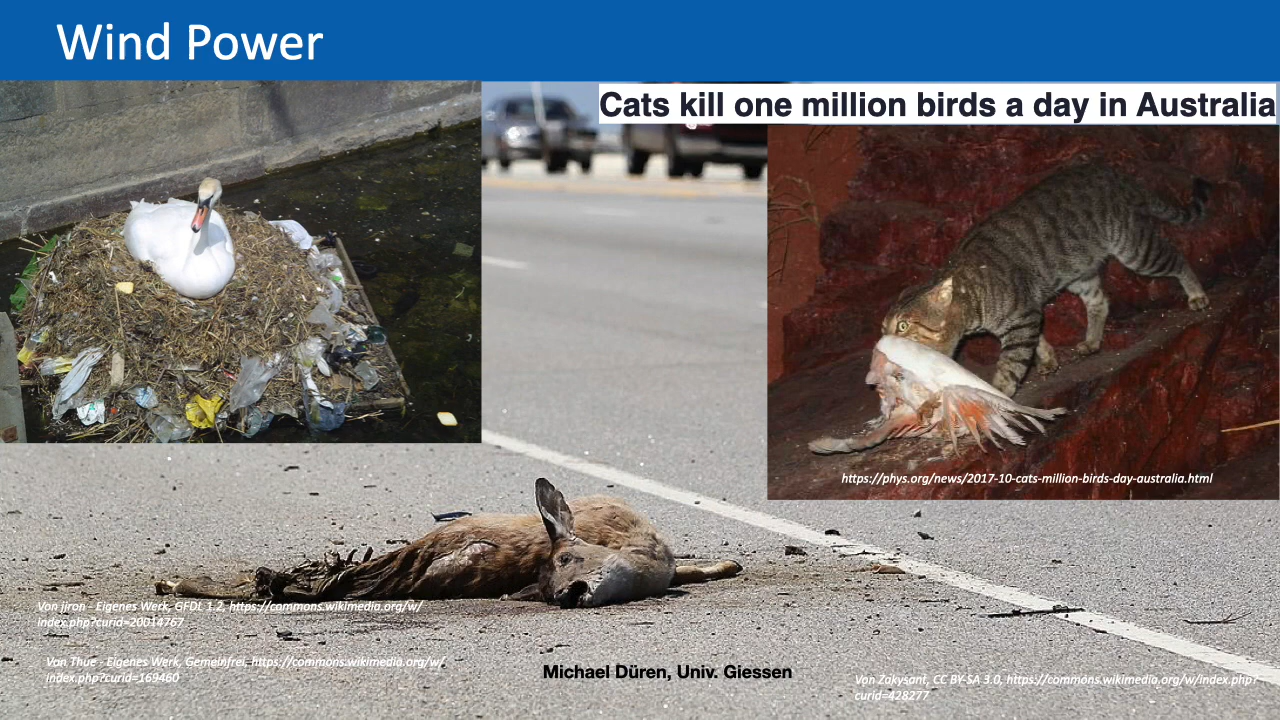 Wind Power
Cats kill one million birds a day in Australia
https://phys.org/news/2017-10-cats-million-birds-day-australia.html
Von jiron - Eigenes Werk, GFDL 1.2, https://commons.wikimedia.org/w/
index.php?curid=20014767
Von Thue - Eigenes Werk, Gemeinfrei, https://commons.wikimedia.org/w/
index.php?curid=169460
Michael Düren, Univ. Giessen
Von Zakysant, CC BY-SA 3.0, https://commons.wikimedia.org/w/index.php?
curid=428277